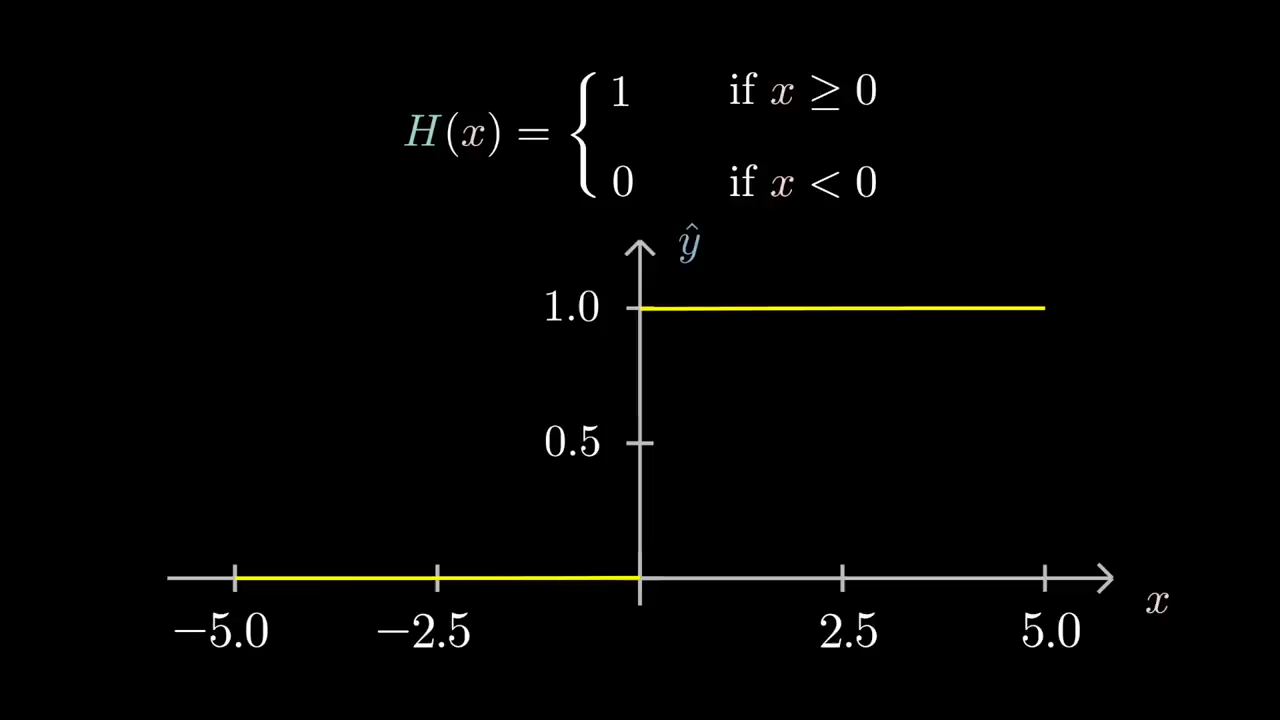 H(x) = { 1 if x ≥ 0
0 if x < 0
ŷ
1.0
0.5
−5.0 −2.5 2.5 5.0 x